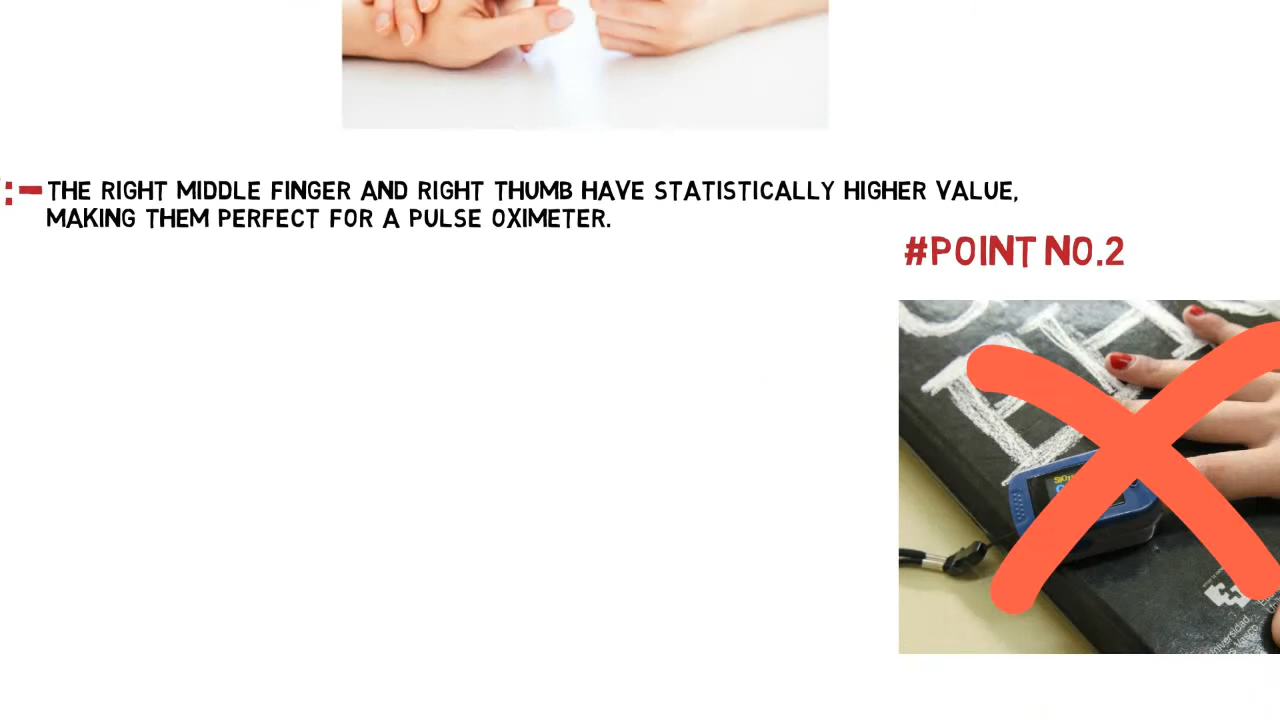 :- THE RIGHT MIDDLE FINGER AND RIGHT THUMB HAVE STATISTICALLY HIGHER VALUE,
MAKING THEM PERFECT FOR A PULSE OXIMETER.
#POINT NO.2